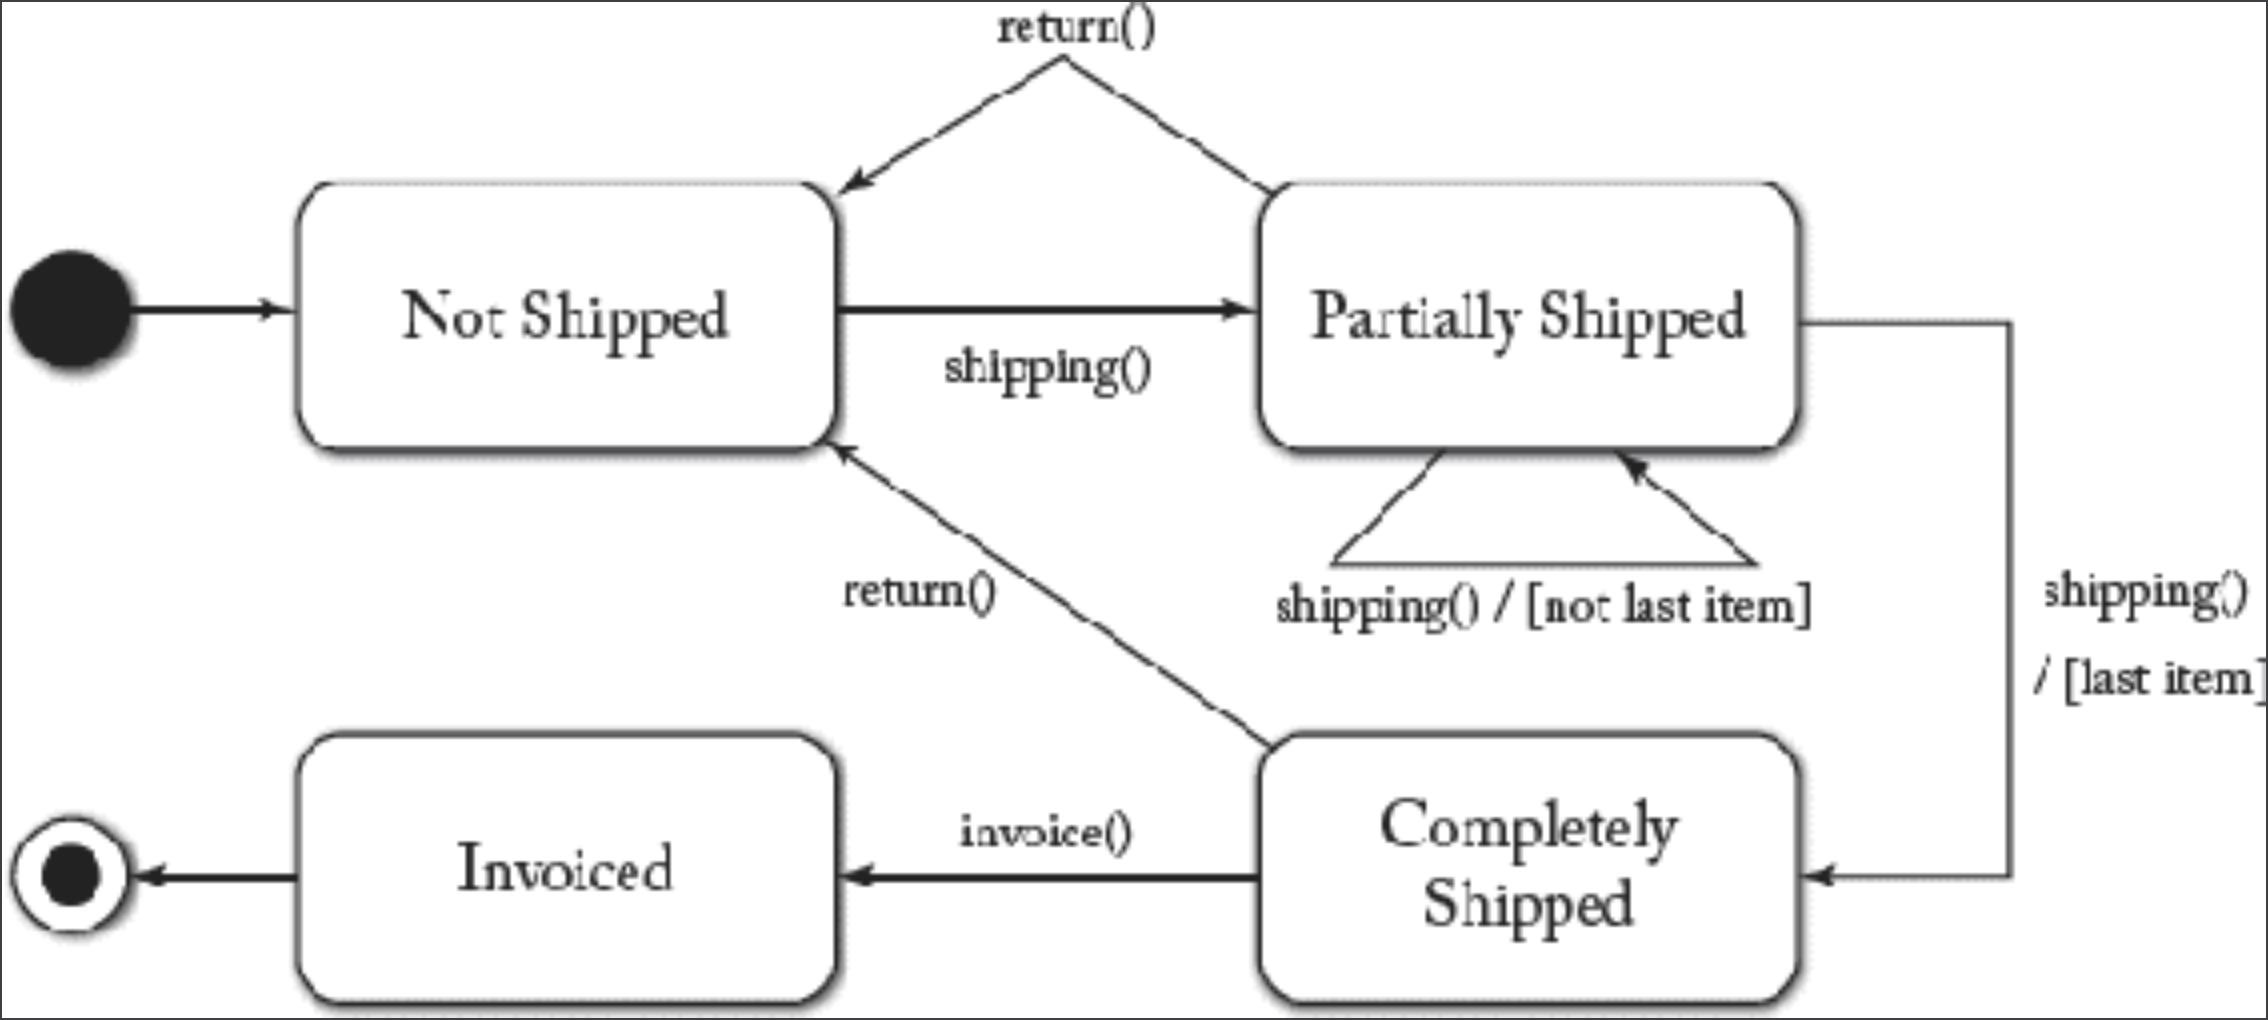 return()
Not Shipped
Partially Shipped
shipping()
return()
shipping() / [not last item]
shipping()
/ [last item]
Invoiced
invoice()
Completely
Shipped